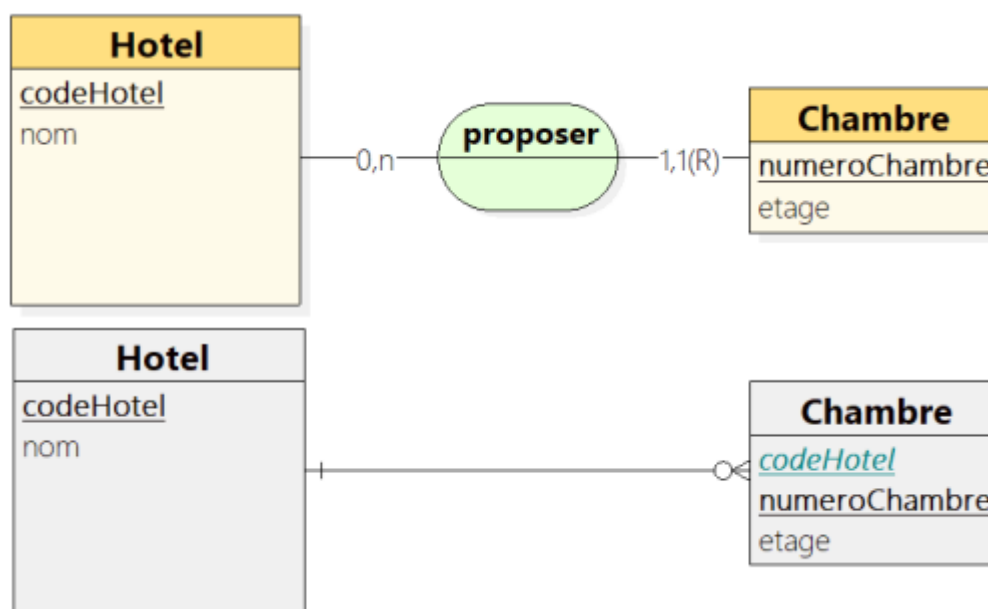 Hotel
codeHotel
nom
0,n
proposer
1,1(R)
Chambre
numeroChambre
etage
Hotel
codeHotel
nom
Chambre
codeHotel
numeroChambre
etage